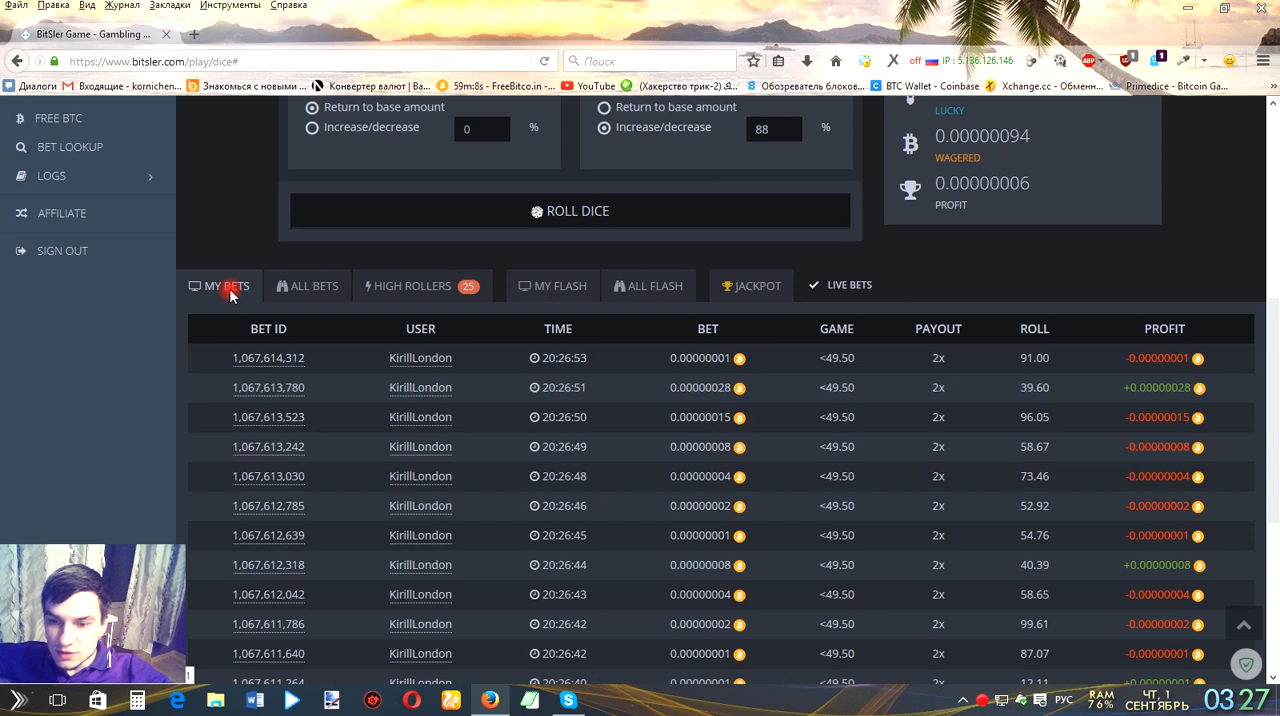 Файл Правка Вид Журнал Закладки Инструменты Справка
BitSler Game - Gambling ...
https://www.bitsler.com/play/dice#
Поиск
off IP : 5.186.126.146
ABP 1 1
Диалоги Входящие - kornichen... Знакомься с новыми ... Конвертер валют | Ва... 59m:8s - FreeBitco.in -... YouTube (Хакерство трик-2) ... Обозреватель блоков... BTC Wallet - Coinbase Xchange.cc - Обменн... Primedice - Bitcoin Ga...
FREE BTC
BET LOOKUP
LOGS
AFFILIATE
SIGN OUT
Return to base amount
Increase/decrease 0 %
Return to base amount
Increase/decrease 88 %
ROLL DICE
LUCKY
0.00000094
WAGERED
0.00000006
PROFIT
MY BETS ALL BETS HIGH ROLLERS 25 MY FLASH ALL FLASH JACKPOT LIVE BETS
BET ID USER TIME BET GAME PAYOUT ROLL PROFIT
1,067,614,312 KirillLondon 20:26:53 0.00000001 <49.50 2x 91.00 -0.00000001
1,067,613,780 KirillLondon 20:26:51 0.00000028 <49.50 2x 39.60 +0.00000028
1,067,613,523 KirillLondon 20:26:50 0.00000015 <49.50 2x 96.05 -0.00000015
1,067,613,242 KirillLondon 20:26:49 0.00000008 <49.50 2x 58.67 -0.00000008
1,067,613,030 KirillLondon 20:26:48 0.00000004 <49.50 2x 73.46 -0.00000004
1,067,612,785 KirillLondon 20:26:46 0.00000002 <49.50 2x 52.92 -0.00000002
1,067,612,639 KirillLondon 20:26:45 0.00000001 <49.50 2x 54.76 -0.00000001
1,067,612,318 KirillLondon 20:26:44 0.00000008 <49.50 2x 40.39 +0.00000008
1,067,612,042 KirillLondon 20:26:43 0.00000004 <49.50 2x 58.65 -0.00000004
1,067,611,786 KirillLondon 20:26:42 0.00000002 <49.50 2x 99.61 -0.00000002
1,067,611,640 KirillLondon 20:26:42 0.00000001 <49.50 2x 87.07 -0.00000001
1
РУС
RAM 76%
ЧТ, 1 СЕНТЯБРЬ
03 27